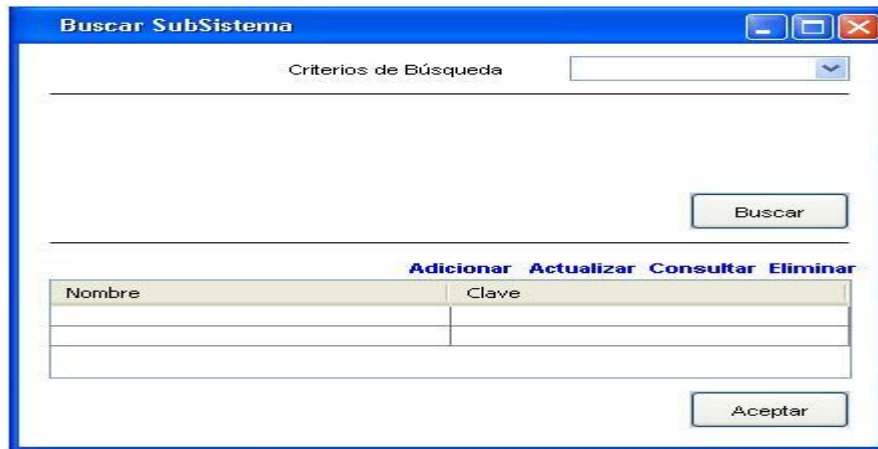 Buscar SubSistema
Criterios de Búsqueda
Buscar
Adicionar Actualizar Consultar Eliminar
Nombre Clave
Aceptar